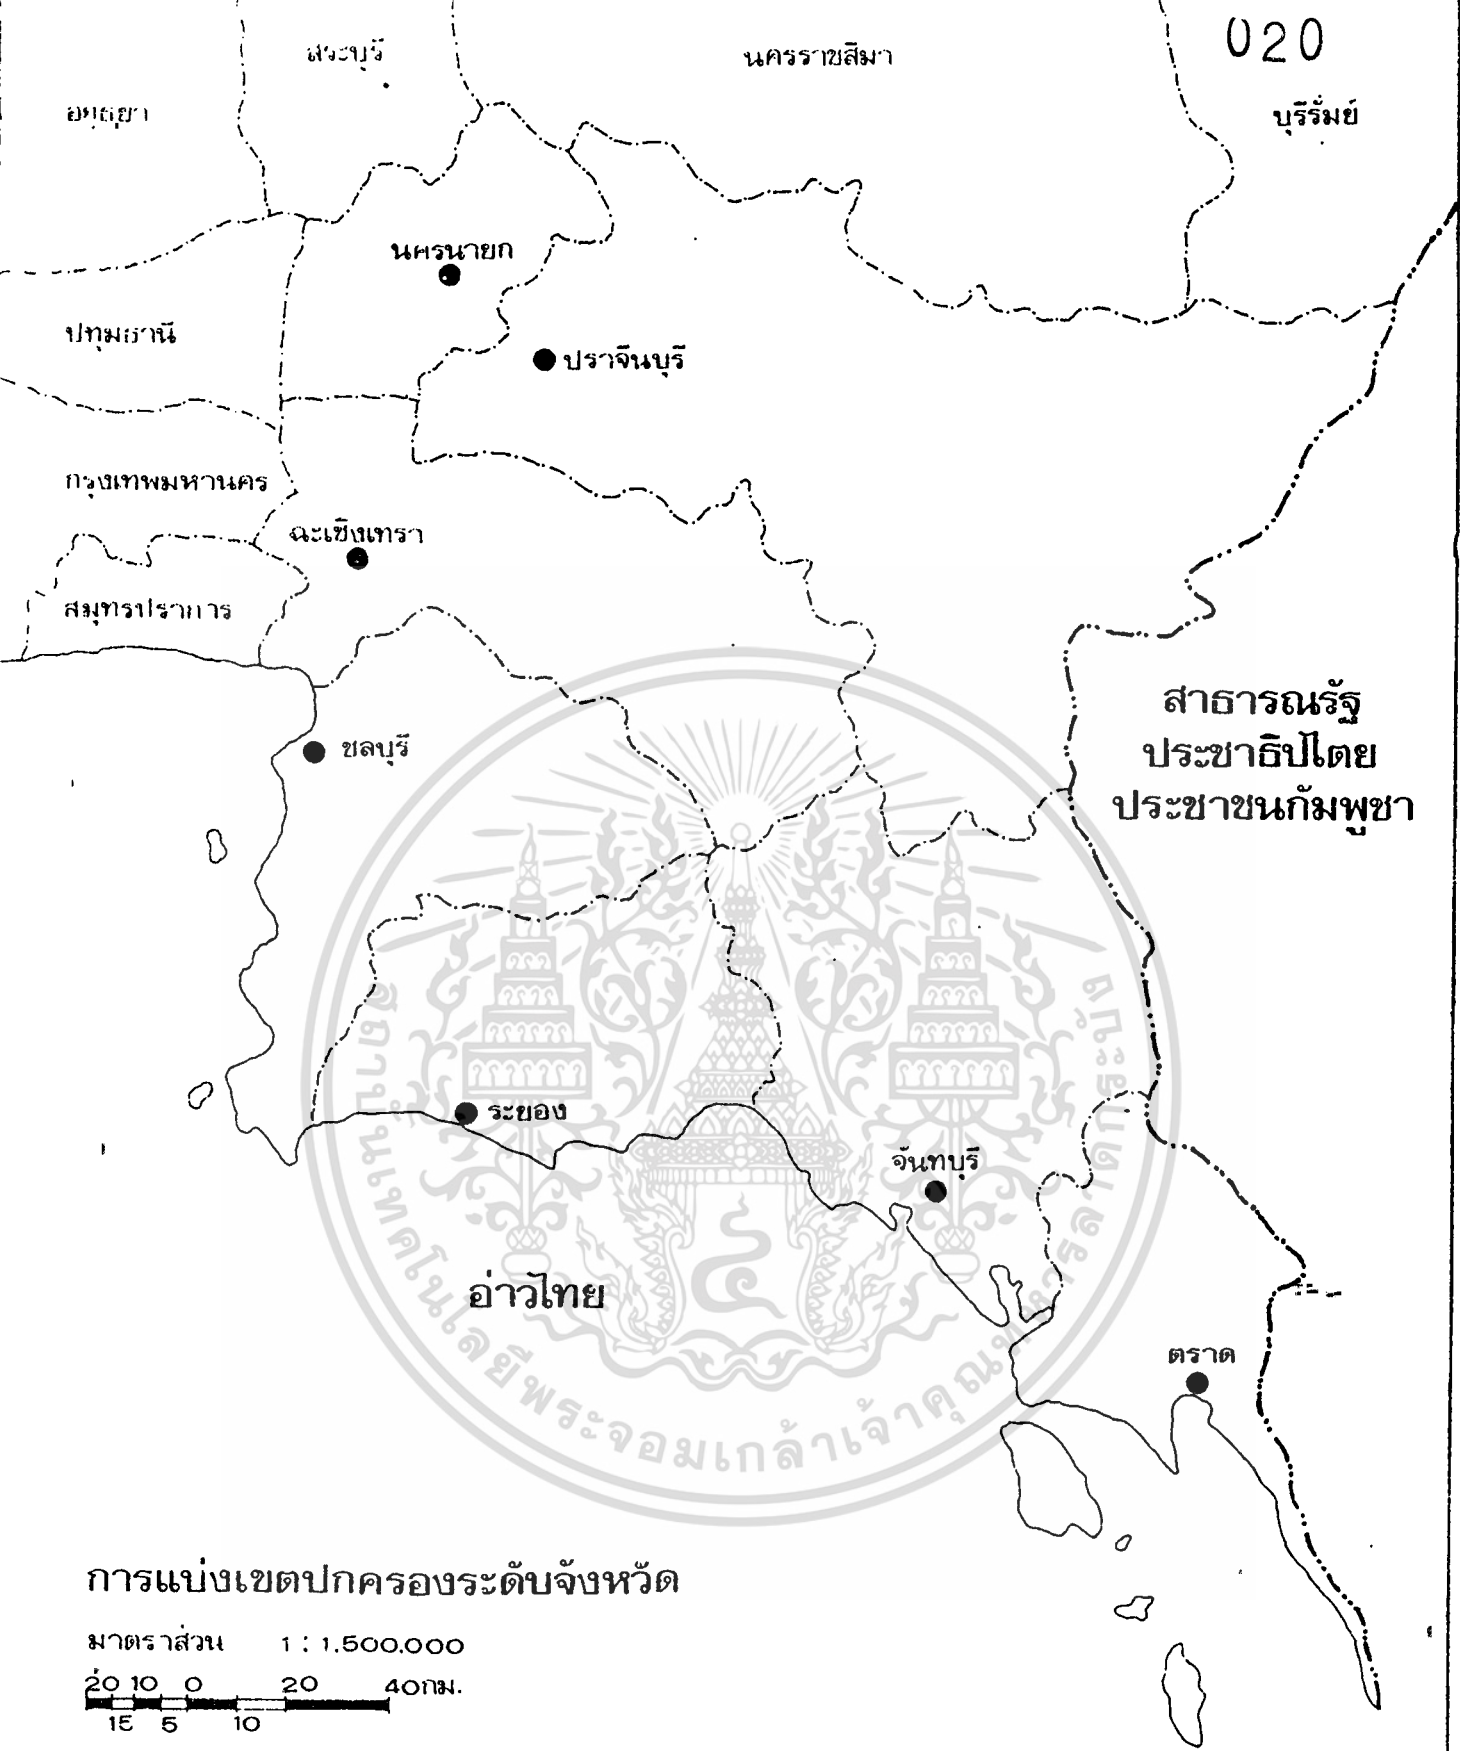 020
สระบุรี
นครราชสีมา
อยุธยา
บุรีรัมย์
นครนายก
ปทุมธานี
ปราจีนบุรี
กรุงเทพมหานคร
ฉะเชิงเทรา
สมุทรปราการ
สาธารณรัฐ
ประชาธิปไตย
ประชาชนกัมพูชา
ชลบุรี
ระยอง
จันทบุรี
อ่าวไทย
ตราด
สถาบันเทคโนโลยีพระจอมเกล้าเจ้าคุณทหารลาดกระบัง
การแบ่งเขตปกครองระดับจังหวัด
มาตราส่วน 1 : 1.500.000
20 10 0 20 40กม.
15 5 10